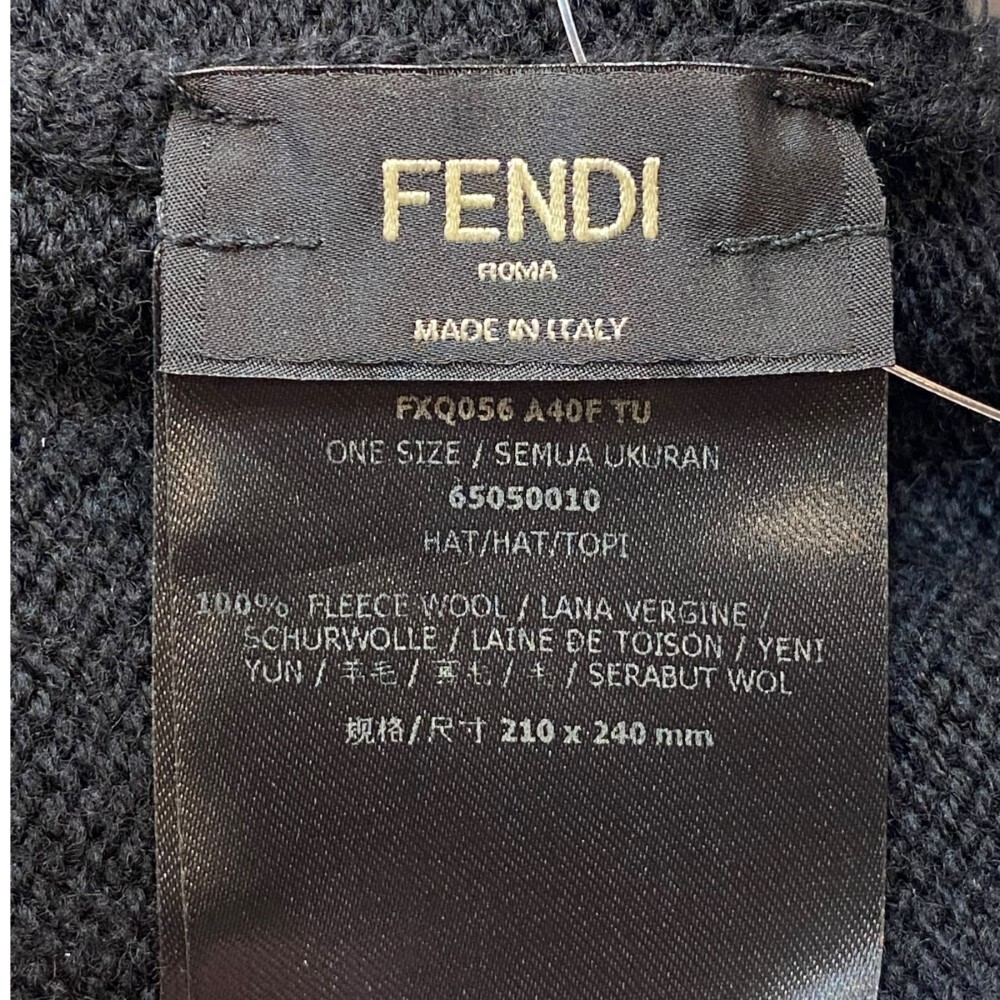 FENDI
ROMA
MADE IN ITALY
FXQ056 A40F TU
ONE SIZE / SEMUA UKURAN
65050010
HAT/HAT/TOPI
100% FLEECE WOOL / LANA VERGINE /
SCHURWOLLE / LAINE DE TOISON / YENI
YUN / 羊毛 / / / SERABUT WOL
规格/尺寸 210 x 240 mm